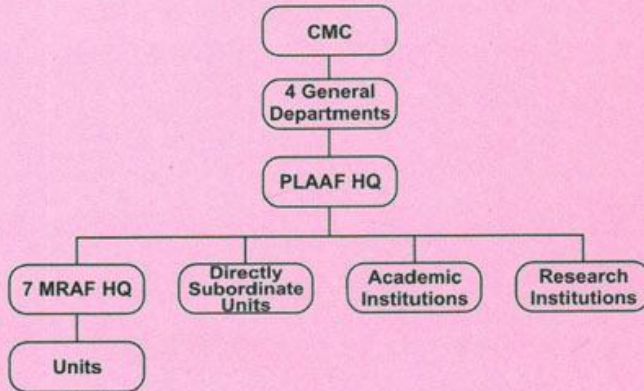 CMC
4 General
Departments
PLAAF HQ
7 MRAF HQ
Directly
Subordinate
Units
Academic
Institutions
Research
Institutions
Units